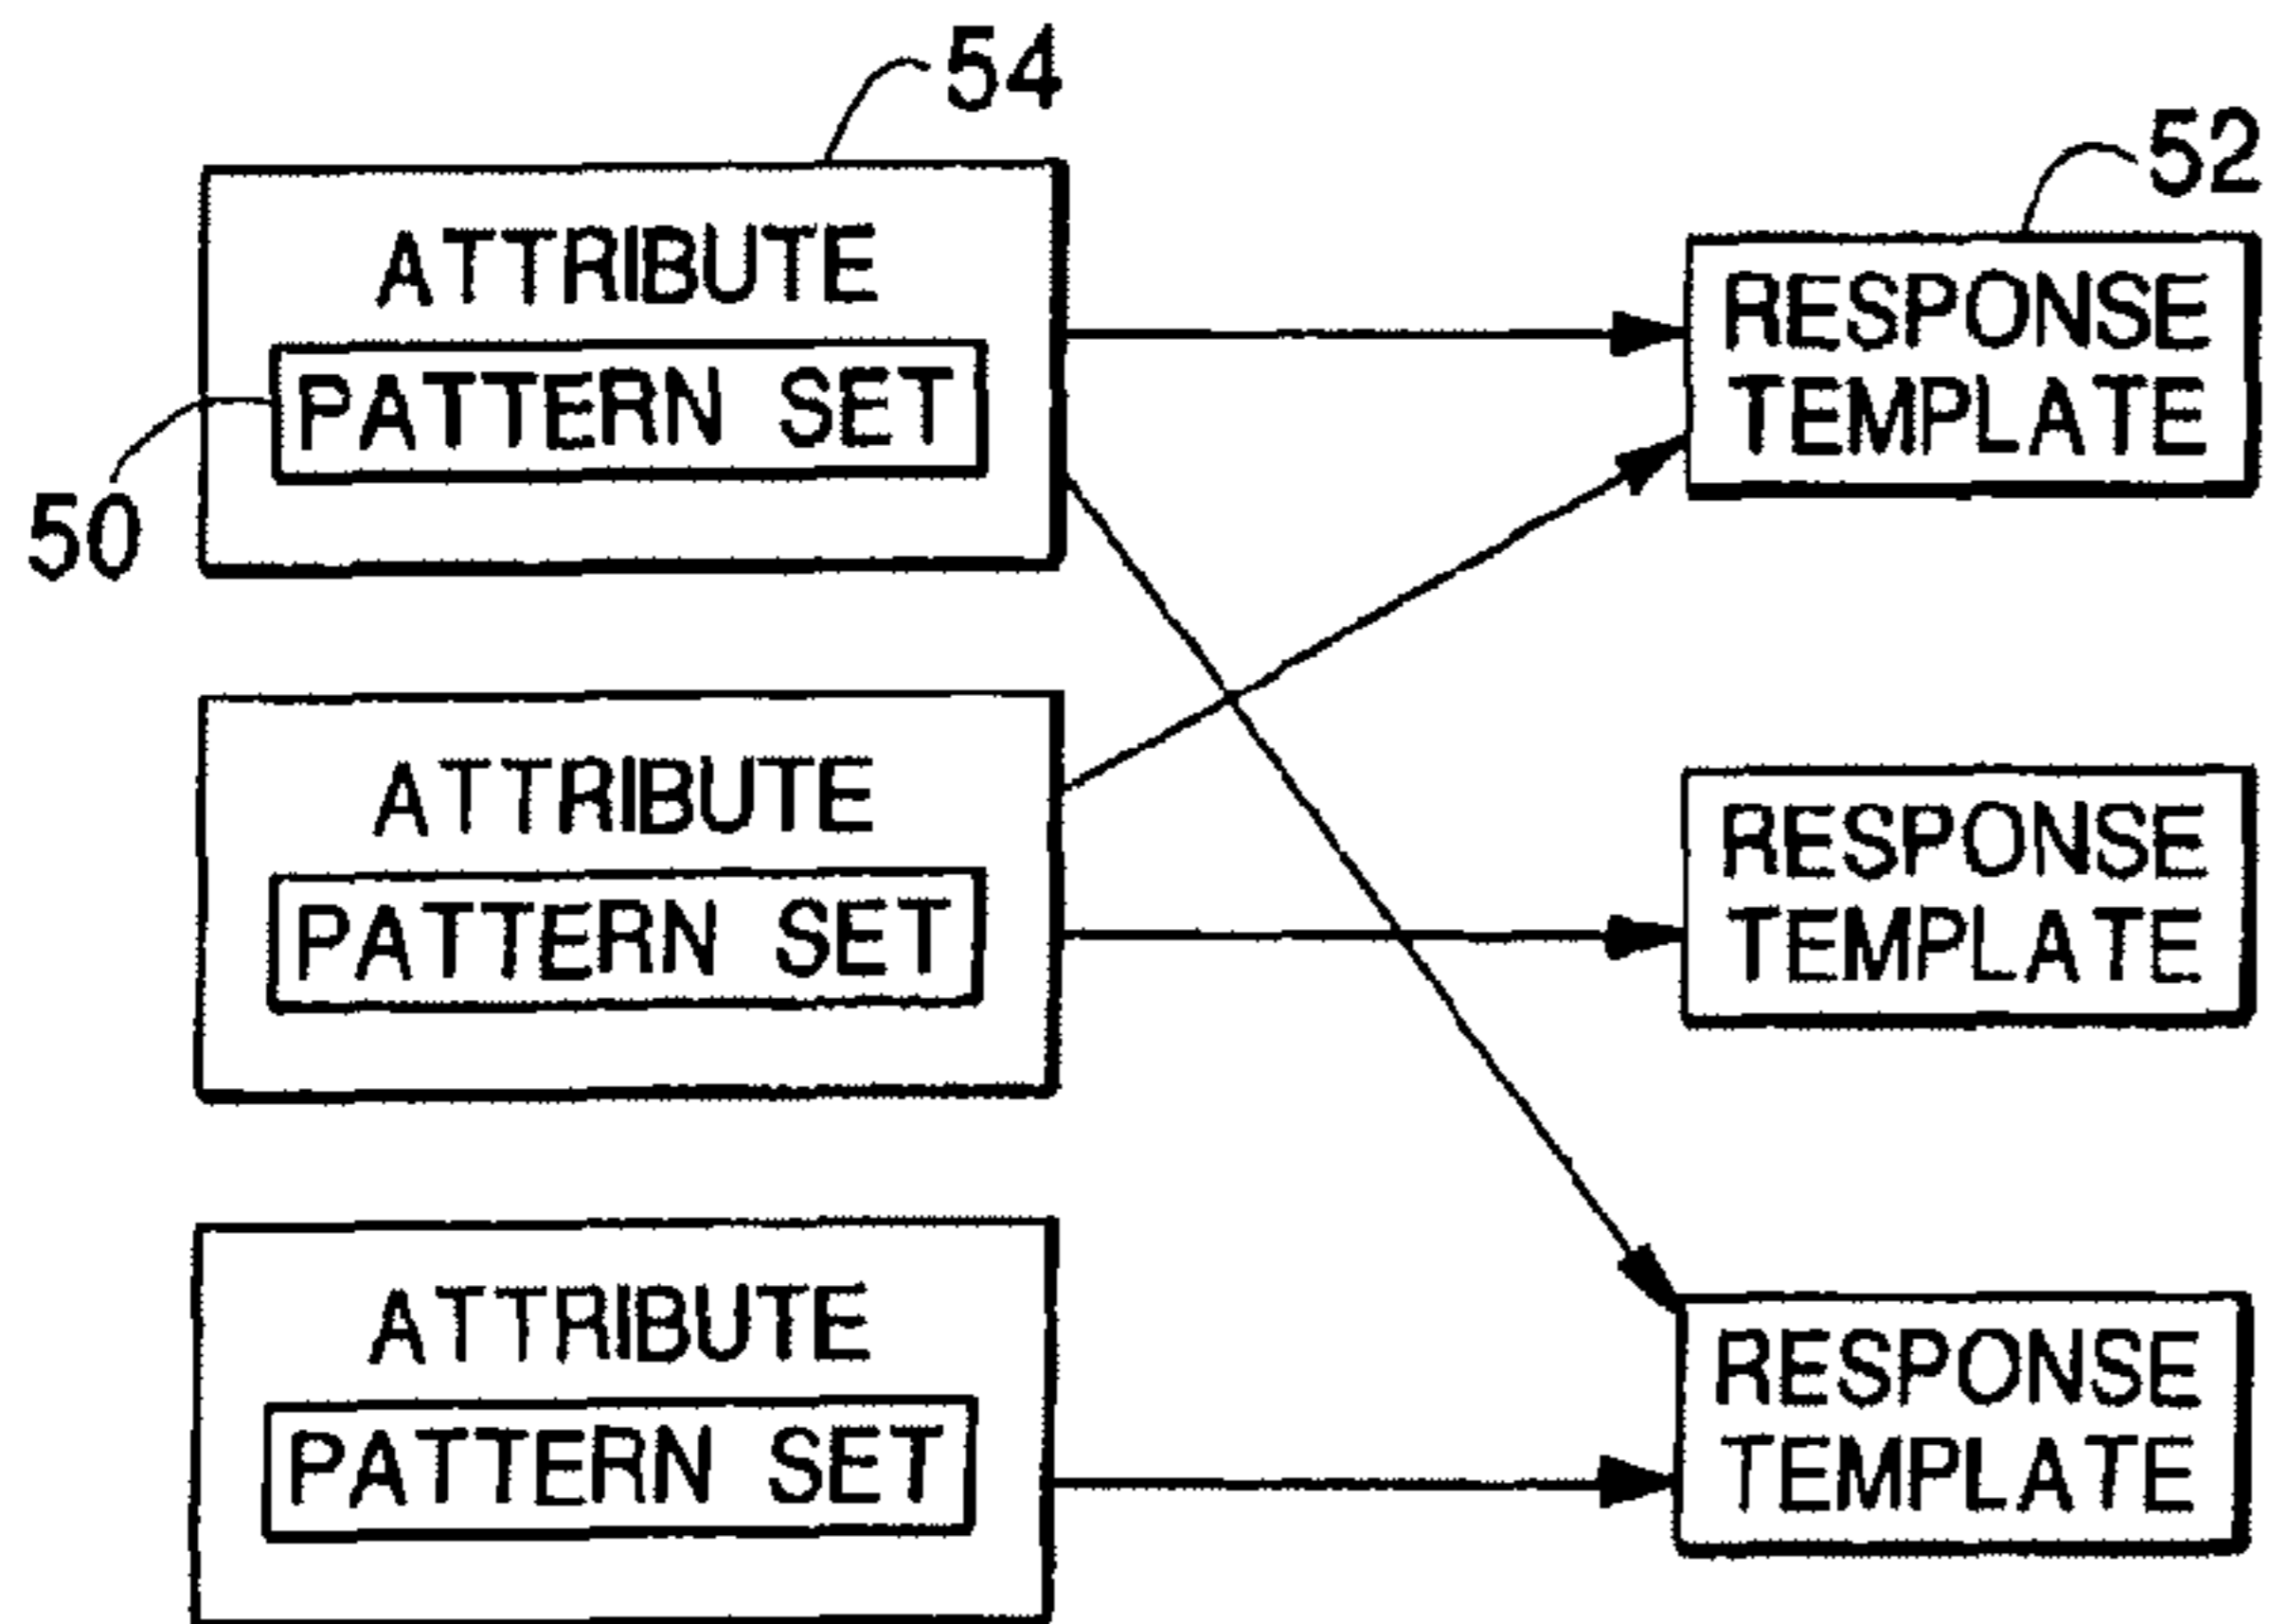 54
52
ATTRIBUTE
PATTERN SET
50
RESPONSE
TEMPLATE
ATTRIBUTE
PATTERN SET
RESPONSE
TEMPLATE
ATTRIBUTE
PATTERN SET
RESPONSE
TEMPLATE